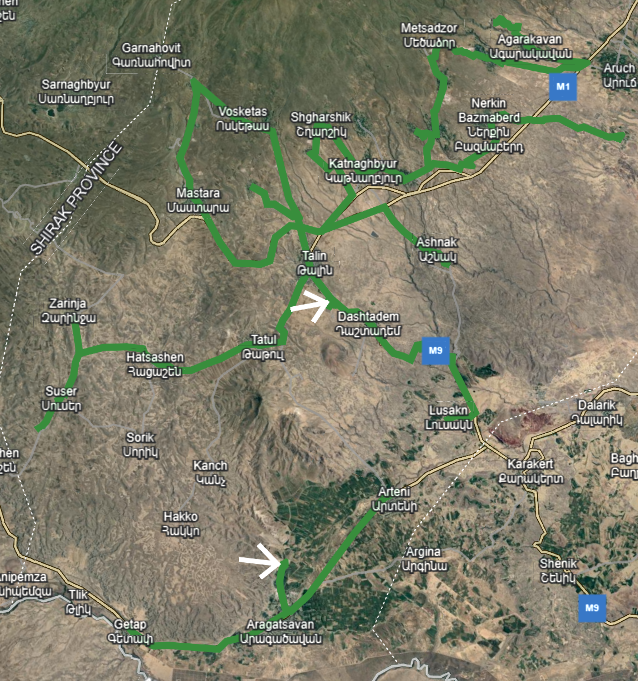 Metsadzor
Մեծաձոր
Agarakavan
Ագարակավան
Garnahovit
Գառնահովիտ
Aruch
Արուճ
M1
Sarnaghbyur
Սառնաղբյուր
Vosketas
Ոսկեթաս
Shgharshik
Շղարշիկ
Nerkin
Bazmaberd
Ներքին
Բազմաբերդ
Katnaghbyur
Կաթնաղբյուր
SHIRAK PROVINCE
Mastara
Մաստարա
Ashnak
Աշնակ
Talin
Թալին
Zarinja
Զարինջա
Dashtadem
Դաշտադեմ
Tatul
Թաթուլ
M9
Hatsashen
Հացաշեն
Suser
Սուսեր
Lusakn
Լուսակն
Dalarik
Դալարիկ
Sorik
Սորիկ
Kanch
Կանչ
Karakert
Քարակերտ
Arteni
Արտենի
Hakko
Հակկո
Argina
Արգինա
Shenik
Շենիկ
Tlik
Թլիկ
M9
Getap
Գետափ
Aragatsavan
Արագածավան